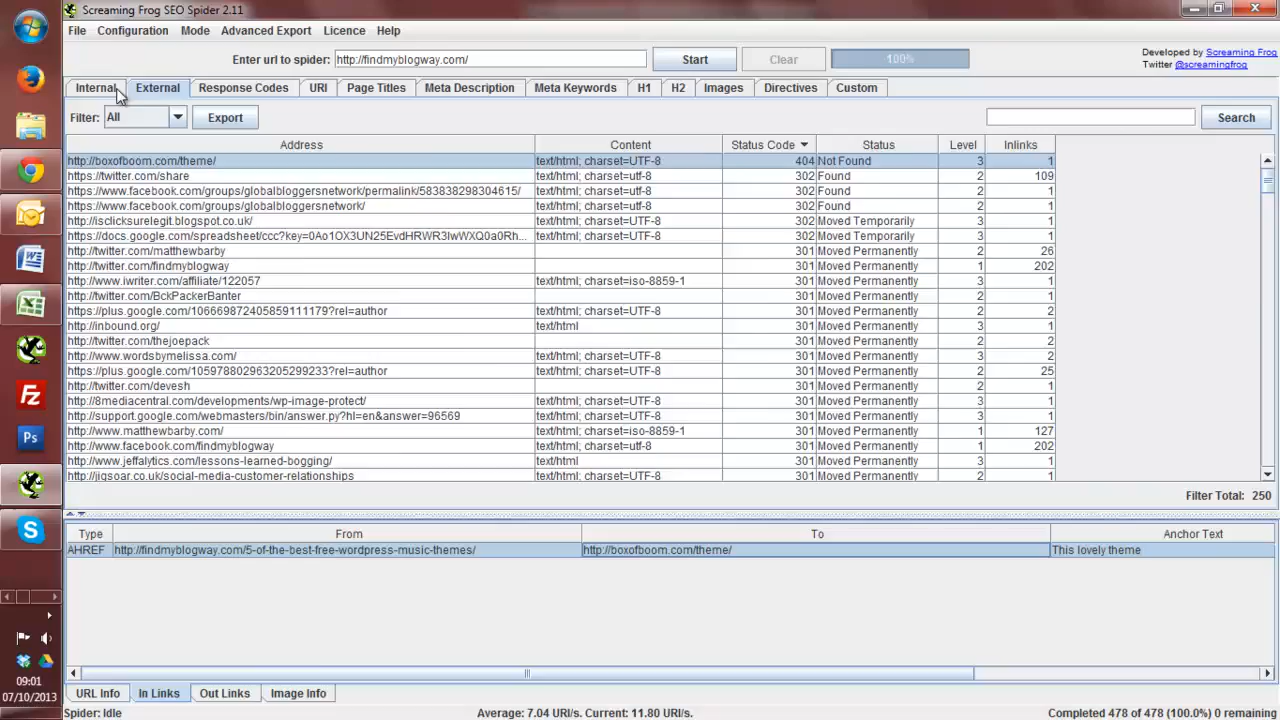 Screaming Frog SEO Spider 2.11
File Configuration Mode Advanced Export Licence Help
Enter url to spider: http://findmyblogway.com/ Start Clear 100%
Developed by Screaming Frog
Twitter @screamingfrog
Internal External Response Codes URI Page Titles Meta Description Meta Keywords H1 H2 Images Directives Custom
Filter: All Export Search
Address Content Status Code Status Level Inlinks
http://boxofboom.com/theme/ text/html; charset=UTF-8 404 Not Found 3 1
https://twitter.com/share text/html; charset=utf-8 302 Found 2 109
https://www.facebook.com/groups/globalbloggersnetwork/permalink/583838298304615/ text/html; charset=utf-8 302 Found 3 1
https://www.facebook.com/groups/globalbloggersnetwork/ text/html; charset=utf-8 302 Found 2 1
http://isclicksurelegit.blogspot.co.uk/ text/html; charset=UTF-8 302 Moved Temporarily 3 1
https://docs.google.com/spreadsheet/ccc?key=0Ao1OX3UN25EvdHRWR3lwWXQ0a0Rh... text/html; charset=UTF-8 302 Moved Temporarily 3 1
http://twitter.com/matthewbarby 301 Moved Permanently 2 26
http://twitter.com/findmyblogway 301 Moved Permanently 1 202
http://www.iwriter.com/affiliate/122057 text/html; charset=iso-8859-1 301 Moved Permanently 3 1
http://twitter.com/BckPackerBanter 301 Moved Permanently 2 1
https://plus.google.com/106669872405859111179?rel=author text/html; charset=UTF-8 301 Moved Permanently 2 2
http://inbound.org/ text/html 301 Moved Permanently 3 1
http://twitter.com/thejoepack 301 Moved Permanently 2 2
http://www.wordsbymelissa.com/ text/html; charset=UTF-8 301 Moved Permanently 3 2
https://plus.google.com/105978802963205299233?rel=author text/html; charset=UTF-8 301 Moved Permanently 2 25
http://twitter.com/devesh 301 Moved Permanently 2 1
http://8mediacentral.com/developments/wp-image-protect/ text/html; charset=UTF-8 301 Moved Permanently 3 1
http://support.google.com/webmasters/bin/answer.py?hl=en&answer=96569 text/html; charset=UTF-8 301 Moved Permanently 3 1
http://www.matthewbarby.com/ text/html; charset=iso-8859-1 301 Moved Permanently 1 127
http://www.facebook.com/findmyblogway text/html; charset=utf-8 301 Moved Permanently 1 202
http://www.jeffalytics.com/lessons-learned-bogging/ text/html 301 Moved Permanently 3 1
http://jigsoar.co.uk/social-media-customer-relationships text/html; charset=UTF-8 301 Moved Permanently 2 1
Filter Total: 250
Type From To Anchor Text
AHREF http://findmyblogway.com/5-of-the-best-free-wordpress-music-themes/ http://boxofboom.com/theme/ This lovely theme
URL Info In Links Out Links Image Info
Spider: Idle Average: 7.04 URI/s. Current: 11.80 URI/s. Completed 478 of 478 (100.0%) 0 remaining
Fz
Ps
09:01
07/10/2013